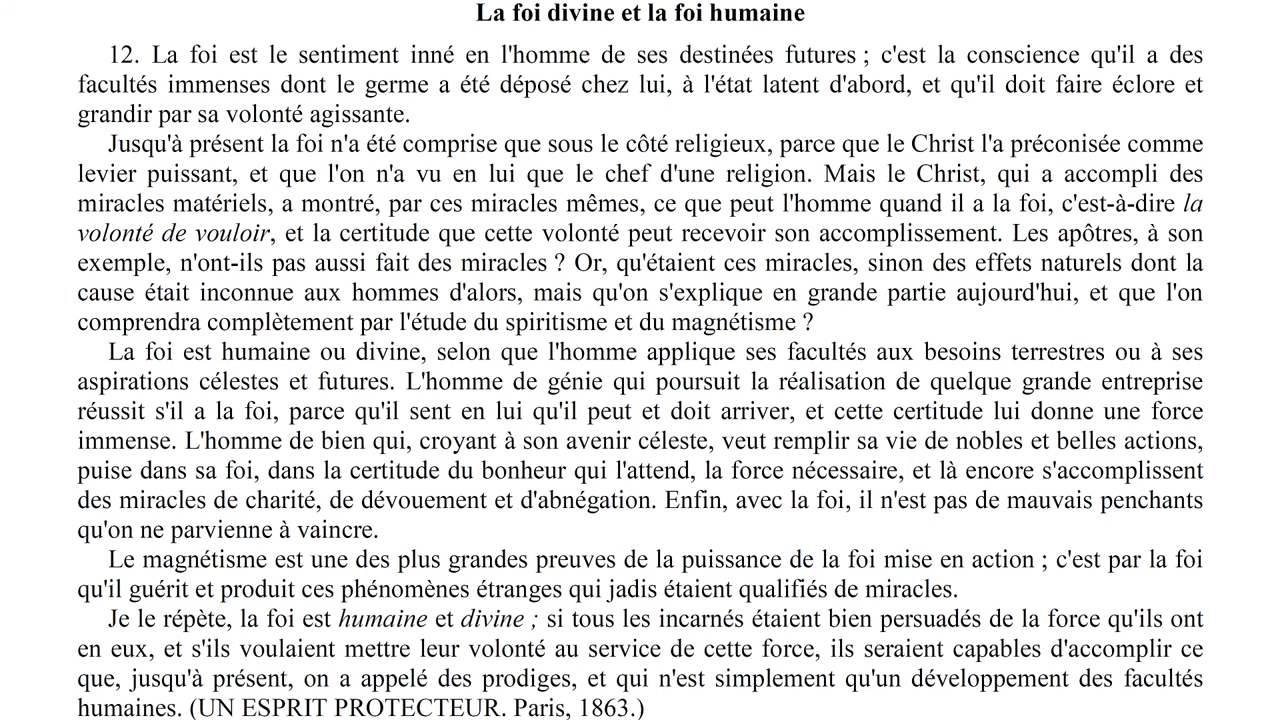 La foi divine et la foi humaine
12. La foi est le sentiment inné en l'homme de ses destinées futures ; c'est la conscience qu'il a des
facultés immenses dont le germe a été déposé chez lui, à l'état latent d'abord, et qu'il doit faire éclore et
grandir par sa volonté agissante.
Jusqu'à présent la foi n'a été comprise que sous le côté religieux, parce que le Christ l'a préconisée comme
levier puissant, et que l'on n'a vu en lui que le chef d'une religion. Mais le Christ, qui a accompli des
miracles matériels, a montré, par ces miracles mêmes, ce que peut l'homme quand il a la foi, c'est-à-dire la
volonté de vouloir, et la certitude que cette volonté peut recevoir son accomplissement. Les apôtres, à son
exemple, n'ont-ils pas aussi fait des miracles ? Or, qu'étaient ces miracles, sinon des effets naturels dont la
cause était inconnue aux hommes d'alors, mais qu'on s'explique en grande partie aujourd'hui, et que l'on
comprendra complètement par l'étude du spiritisme et du magnétisme ?
La foi est humaine ou divine, selon que l'homme applique ses facultés aux besoins terrestres ou à ses
aspirations célestes et futures. L'homme de génie qui poursuit la réalisation de quelque grande entreprise
réussit s'il a la foi, parce qu'il sent en lui qu'il peut et doit arriver, et cette certitude lui donne une force
immense. L'homme de bien qui, croyant à son avenir céleste, veut remplir sa vie de nobles et belles actions,
puise dans sa foi, dans la certitude du bonheur qui l'attend, la force nécessaire, et là encore s'accomplissent
des miracles de charité, de dévouement et d'abnégation. Enfin, avec la foi, il n'est pas de mauvais penchants
qu'on ne parvienne à vaincre.
Le magnétisme est une des plus grandes preuves de la puissance de la foi mise en action ; c'est par la foi
qu'il guérit et produit ces phénomènes étranges qui jadis étaient qualifiés de miracles.
Je le répète, la foi est humaine et divine ; si tous les incarnés étaient bien persuadés de la force qu'ils ont
en eux, et s'ils voulaient mettre leur volonté au service de cette force, ils seraient capables d'accomplir ce
que, jusqu'à présent, on a appelé des prodiges, et qui n'est simplement qu'un développement des facultés
humaines. (UN ESPRIT PROTECTEUR. Paris, 1863.)